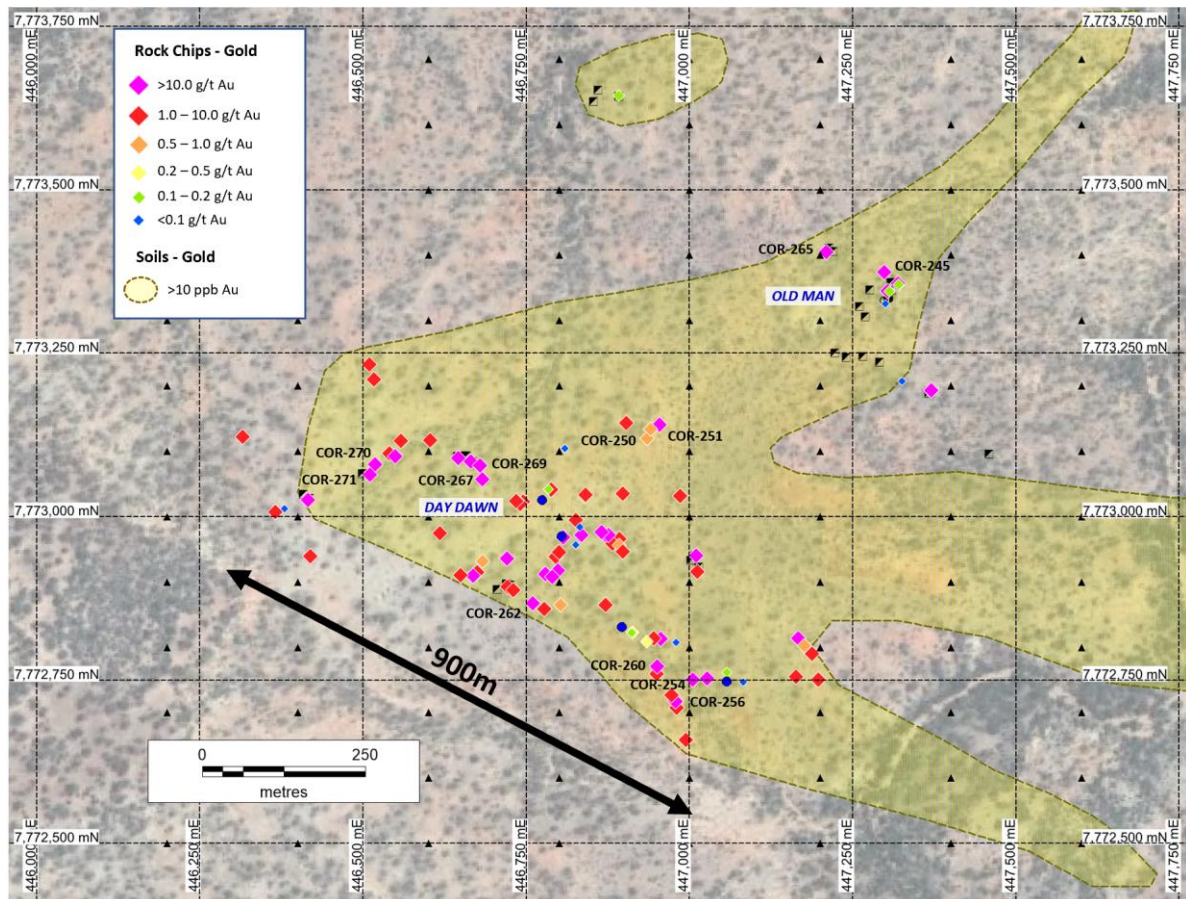 7,773,750 mN
7,773,750 mN
446,000 mE
446,500 mE
446,750 mE
447,000 mE
447,250 mE
447,500 mE
447,750 mE
Rock Chips - Gold
>10.0 g/t Au
1.0 – 10.0 g/t Au
0.5 – 1.0 g/t Au
0.2 – 0.5 g/t Au
0.1 – 0.2 g/t Au
<0.1 g/t Au
Soils - Gold
>10 ppb Au
7,773,500 mN
7,773,500 mN
COR-265
COR-245
OLD MAN
7,773,250 mN
7,773,250 mN
COR-250
COR-251
COR-270
COR-269
COR-271
COR-267
DAY DAWN
7,773,000 mN
7,773,000 mN
COR-262
900m
COR-260
COR-254
COR-256
7,772,750 mN
7,772,750 mN
0 250
metres
7,772,500 mN
7,772,500 mN
446,000 mE
446,500 mE
446,750 mE
447,000 mE
447,250 mE
447,500 mE
447,750 mE